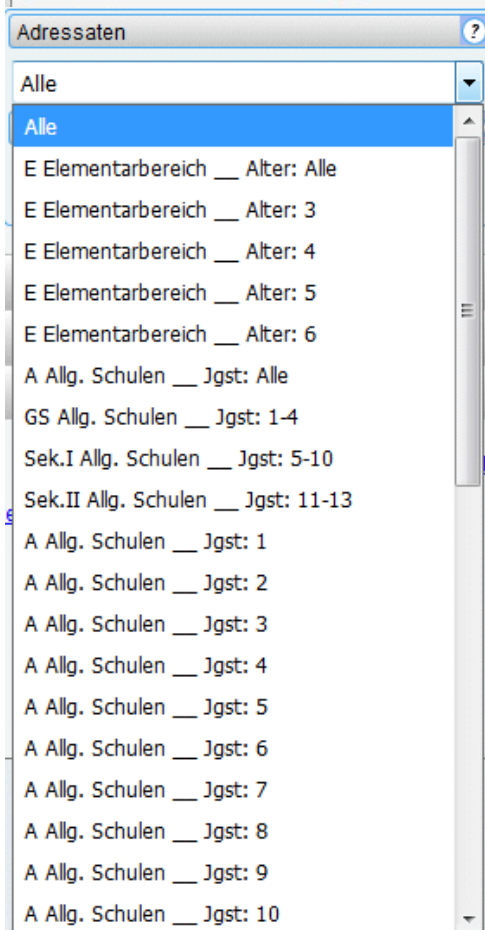 Adressaten ?
Alle
Alle
E Elementarbereich __ Alter: Alle
E Elementarbereich __ Alter: 3
E Elementarbereich __ Alter: 4
E Elementarbereich __ Alter: 5
E Elementarbereich __ Alter: 6
A Allg. Schulen __ Jgst: Alle
GS Allg. Schulen __ Jgst: 1-4
Sek.I Allg. Schulen __ Jgst: 5-10
Sek.II Allg. Schulen __ Jgst: 11-13
A Allg. Schulen __ Jgst: 1
A Allg. Schulen __ Jgst: 2
A Allg. Schulen __ Jgst: 3
A Allg. Schulen __ Jgst: 4
A Allg. Schulen __ Jgst: 5
A Allg. Schulen __ Jgst: 6
A Allg. Schulen __ Jgst: 7
A Allg. Schulen __ Jgst: 8
A Allg. Schulen __ Jgst: 9
A Allg. Schulen __ Jgst: 10